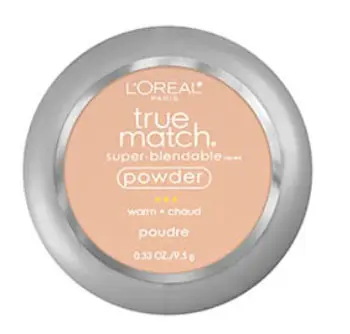 L'ORÉAL
PARIS
true
match®
super-blendable
powder
warm • chaud
poudre
0.33 OZ./9.5 g